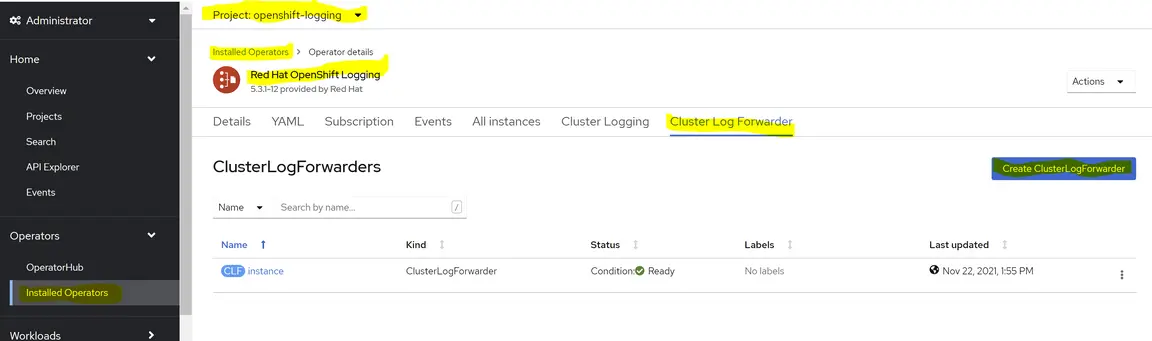 Administrator
Home
Overview
Projects
Search
API Explorer
Events
Operators
OperatorHub
Installed Operators
Workloads
Project: openshift-logging
Installed Operators > Operator details
Red Hat OpenShift Logging
5.3.1-12 provided by Red Hat
Actions
Details YAML Subscription Events All instances Cluster Logging Cluster Log Forwarder
ClusterLogForwarders
Create ClusterLogForwarder
Name Search by name... /
Name Kind Status Labels Last updated
CLF instance ClusterLogForwarder Condition: Ready No labels Nov 22, 2021, 1:55 PM